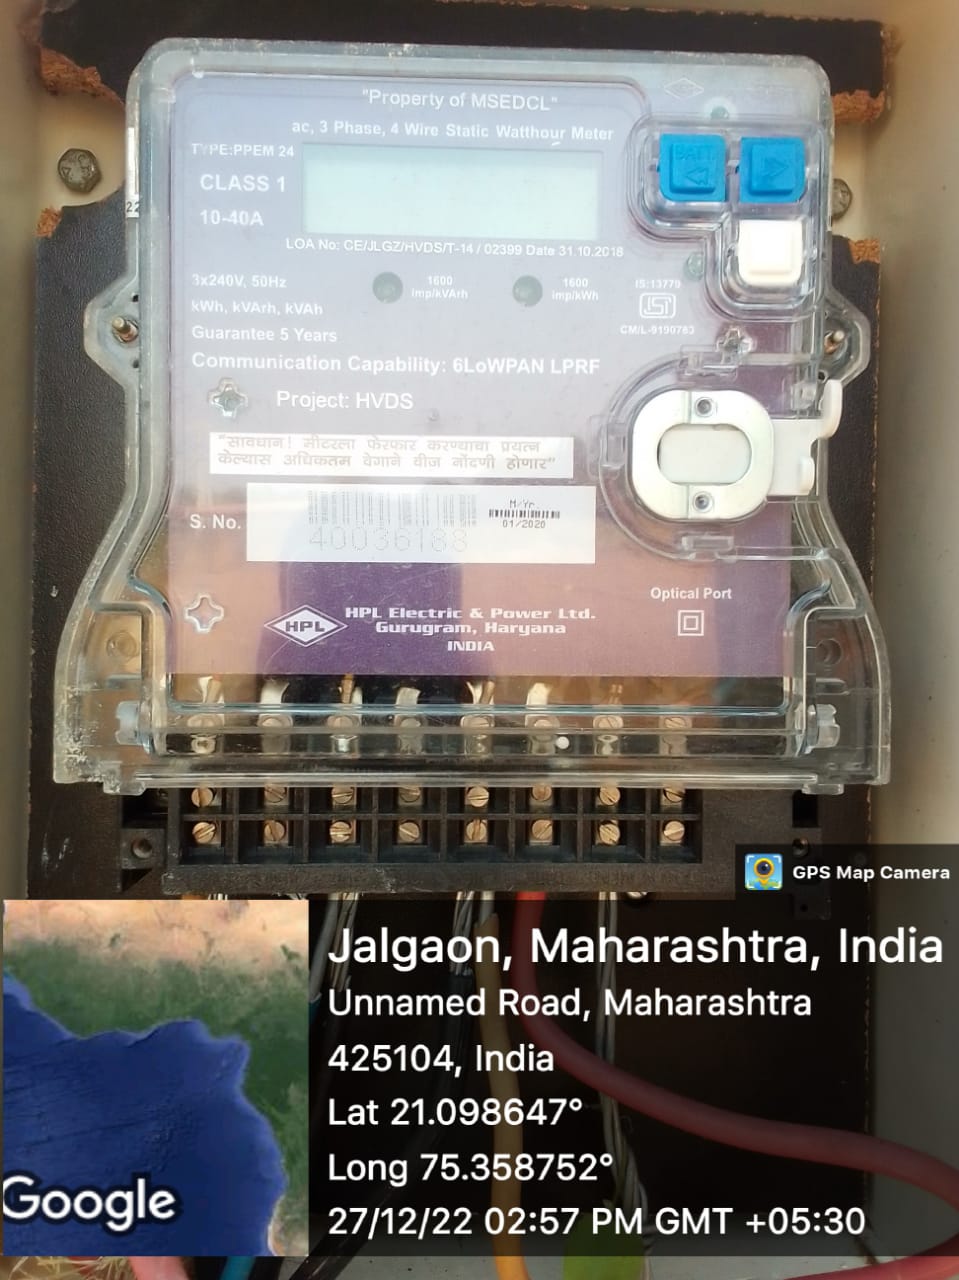 "Property of MSEDCL"
ac, 3 Phase, 4 Wire Static Watthour Meter
TYPE:PPEM 24
CLASS 1
10-40A
BATT
LOA No: CE/JLGZ/HVDS/T-14 / 02399 Date 31.10.2018
3x240V, 50Hz
1600
imp/kVArh
1600
imp/kWh
IS:13779
ISI
CM/L-9190783
kWh, kVArh, kVAh
Guarantee 5 Years
Communication Capability: 6LoWPAN LPRF
Project: HVDS
"सावधान! मीटरला फेरफार करण्याचा प्रयत्न
केल्यास अधिकतम वेगाने वीज नोंदणी होणार"
S. No.
40036188
M/Yr.
01/2020
HPL
HPL Electric & Power Ltd.
Gurugram, Haryana
INDIA
Optical Port
GPS Map Camera
Jalgaon, Maharashtra, India
Unnamed Road, Maharashtra
425104, India
Lat 21.098647°
Long 75.358752°
27/12/22 02:57 PM GMT +05:30
Google